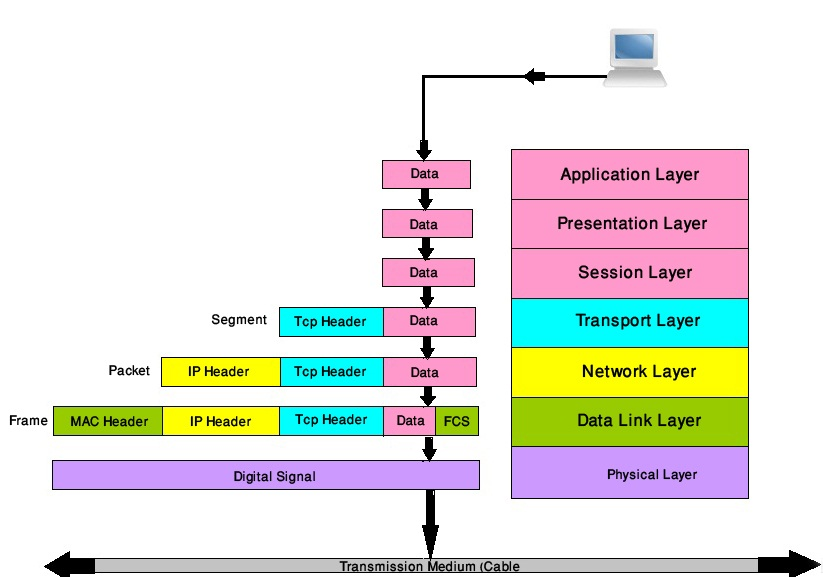 Data Application Layer
Data Presentation Layer
Data Session Layer
Segment Tcp Header Data Transport Layer
Packet IP Header Tcp Header Data Network Layer
Frame MAC Header IP Header Tcp Header Data FCS Data Link Layer
Digital Signal Physical Layer
Transmission Medium (Cable